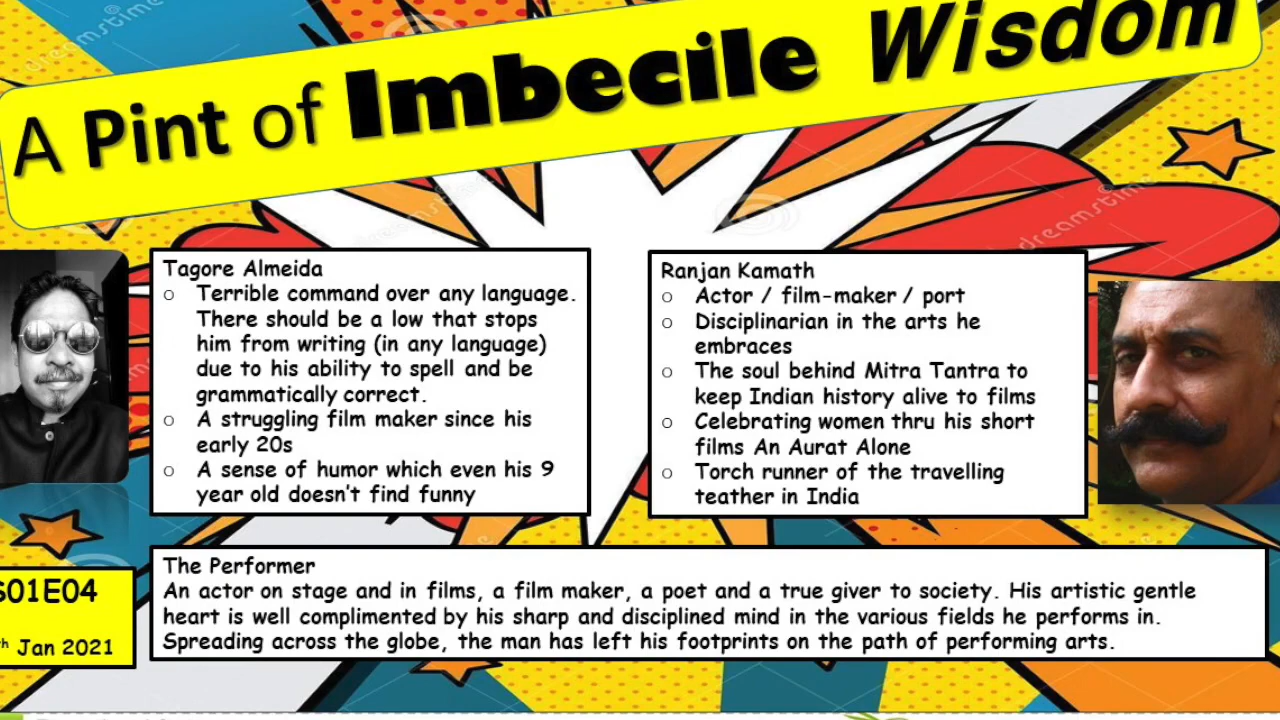 A Pint of Imbecile Wisdom
Tagore Almeida
o Terrible command over any language.
There should be a low that stops
him from writing (in any language)
due to his ability to spell and be
grammatically correct.
o A struggling film maker since his
early 20s
o A sense of humor which even his 9
year old doesn't find funny
Ranjan Kamath
o Actor / film-maker / port
o Disciplinarian in the arts he
embraces
o The soul behind Mitra Tantra to
keep Indian history alive to films
o Celebrating women thru his short
films An Aurat Alone
o Torch runner of the travelling
teather in India
S01E04
th Jan 2021
The Performer
An actor on stage and in films, a film maker, a poet and a true giver to society. His artistic gentle
heart is well complimented by his sharp and disciplined mind in the various fields he performs in.
Spreading across the globe, the man has left his footprints on the path of performing arts.
dreamstime
dreamstime